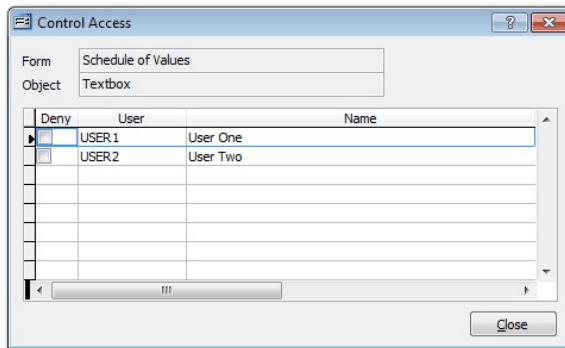 Control Access
Form Schedule of Values
Object Textbox
Deny User Name
USER1 User One
USER2 User Two
Close